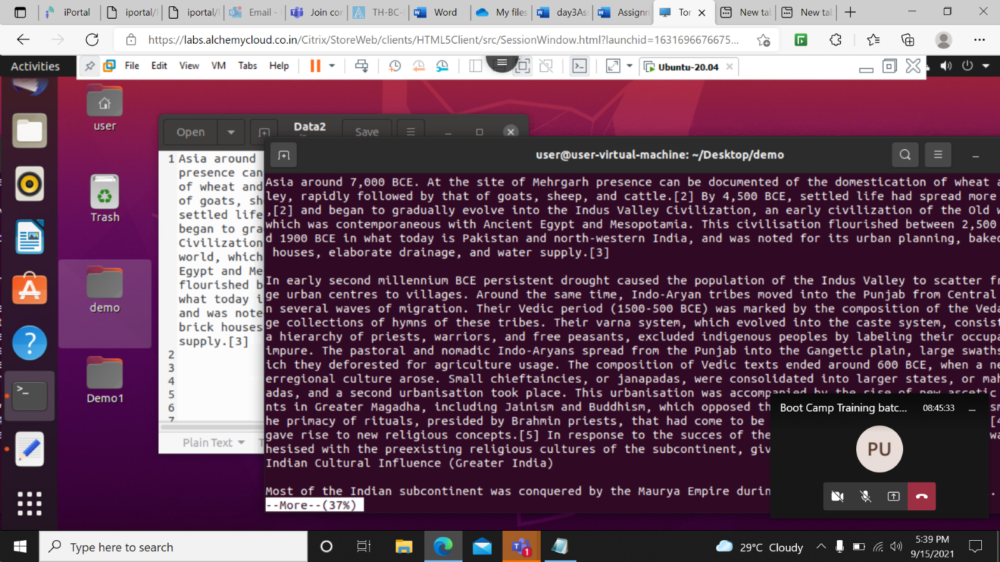 iPortal
iportal/
iportal/
Email -
Join cor
TH-BC-
Word
My files
day3As
Assignm
Tor
New tab
New tab
https://labs.alchemycloud.co.in/Citrix/StoreWeb/clients/HTML5Client/src/SessionWindow.html?launchid=1631696676675...
Activities
File Edit View VM Tabs Help
Ubuntu-20.04
user
Trash
demo
Demo1
Open
Data2
Save
1 Asia around
presence can
of wheat and
of goats, sh
settled life
began to gra
Civilization
world, which
Egypt and Me
flourished b
what today i
and was note
brick houses
supply.[3]
2
3
4
5
6
7
Plain Text
user@user-virtual-machine: ~/Desktop/demo
Asia around 7,000 BCE. At the site of Mehrgarh presence can be documented of the domestication of wheat a
ley, rapidly followed by that of goats, sheep, and cattle.[2] By 4,500 BCE, settled life had spread more
,[2] and began to gradually evolve into the Indus Valley Civilization, an early civilization of the Old w
which was contemporaneous with Ancient Egypt and Mesopotamia. This civilisation flourished between 2,500
d 1900 BCE in what today is Pakistan and north-western India, and was noted for its urban planning, baked
houses, elaborate drainage, and water supply.[3]
In early second millennium BCE persistent drought caused the population of the Indus Valley to scatter fr
ge urban centres to villages. Around the same time, Indo-Aryan tribes moved into the Punjab from Central
n several waves of migration. Their Vedic period (1500-500 BCE) was marked by the composition of the Veda
ge collections of hymns of these tribes. Their varna system, which evolved into the caste system, consist
a hierarchy of priests, warriors, and free peasants, excluded indigenous peoples by labeling their occupa
impure. The pastoral and nomadic Indo-Aryans spread from the Punjab into the Gangetic plain, large swaths
ich they deforested for agriculture usage. The composition of Vedic texts ended around 600 BCE, when a ne
erregional culture arose. Small chieftaincies, or janapadas, were consolidated into larger states, or mah
adas, and a second urbanisation took place. This urbanisation was accompanied by the rise of new ascetic
nts in Greater Magadha, including Jainism and Buddhism, which opposed th
he primacy of rituals, presided by Brahmin priests, that had come to be
gave rise to new religious concepts.[5] In response to the succes of the
hesised with the preexisting religious cultures of the subcontinent, giv
Indian Cultural Influence (Greater India)
Most of the Indian subcontinent was conquered by the Maurya Empire durin
--More--(37%)
Boot Camp Training batc... 08:45:33
PU
Type here to search
1
29°C Cloudy
5:39 PM
9/15/2021